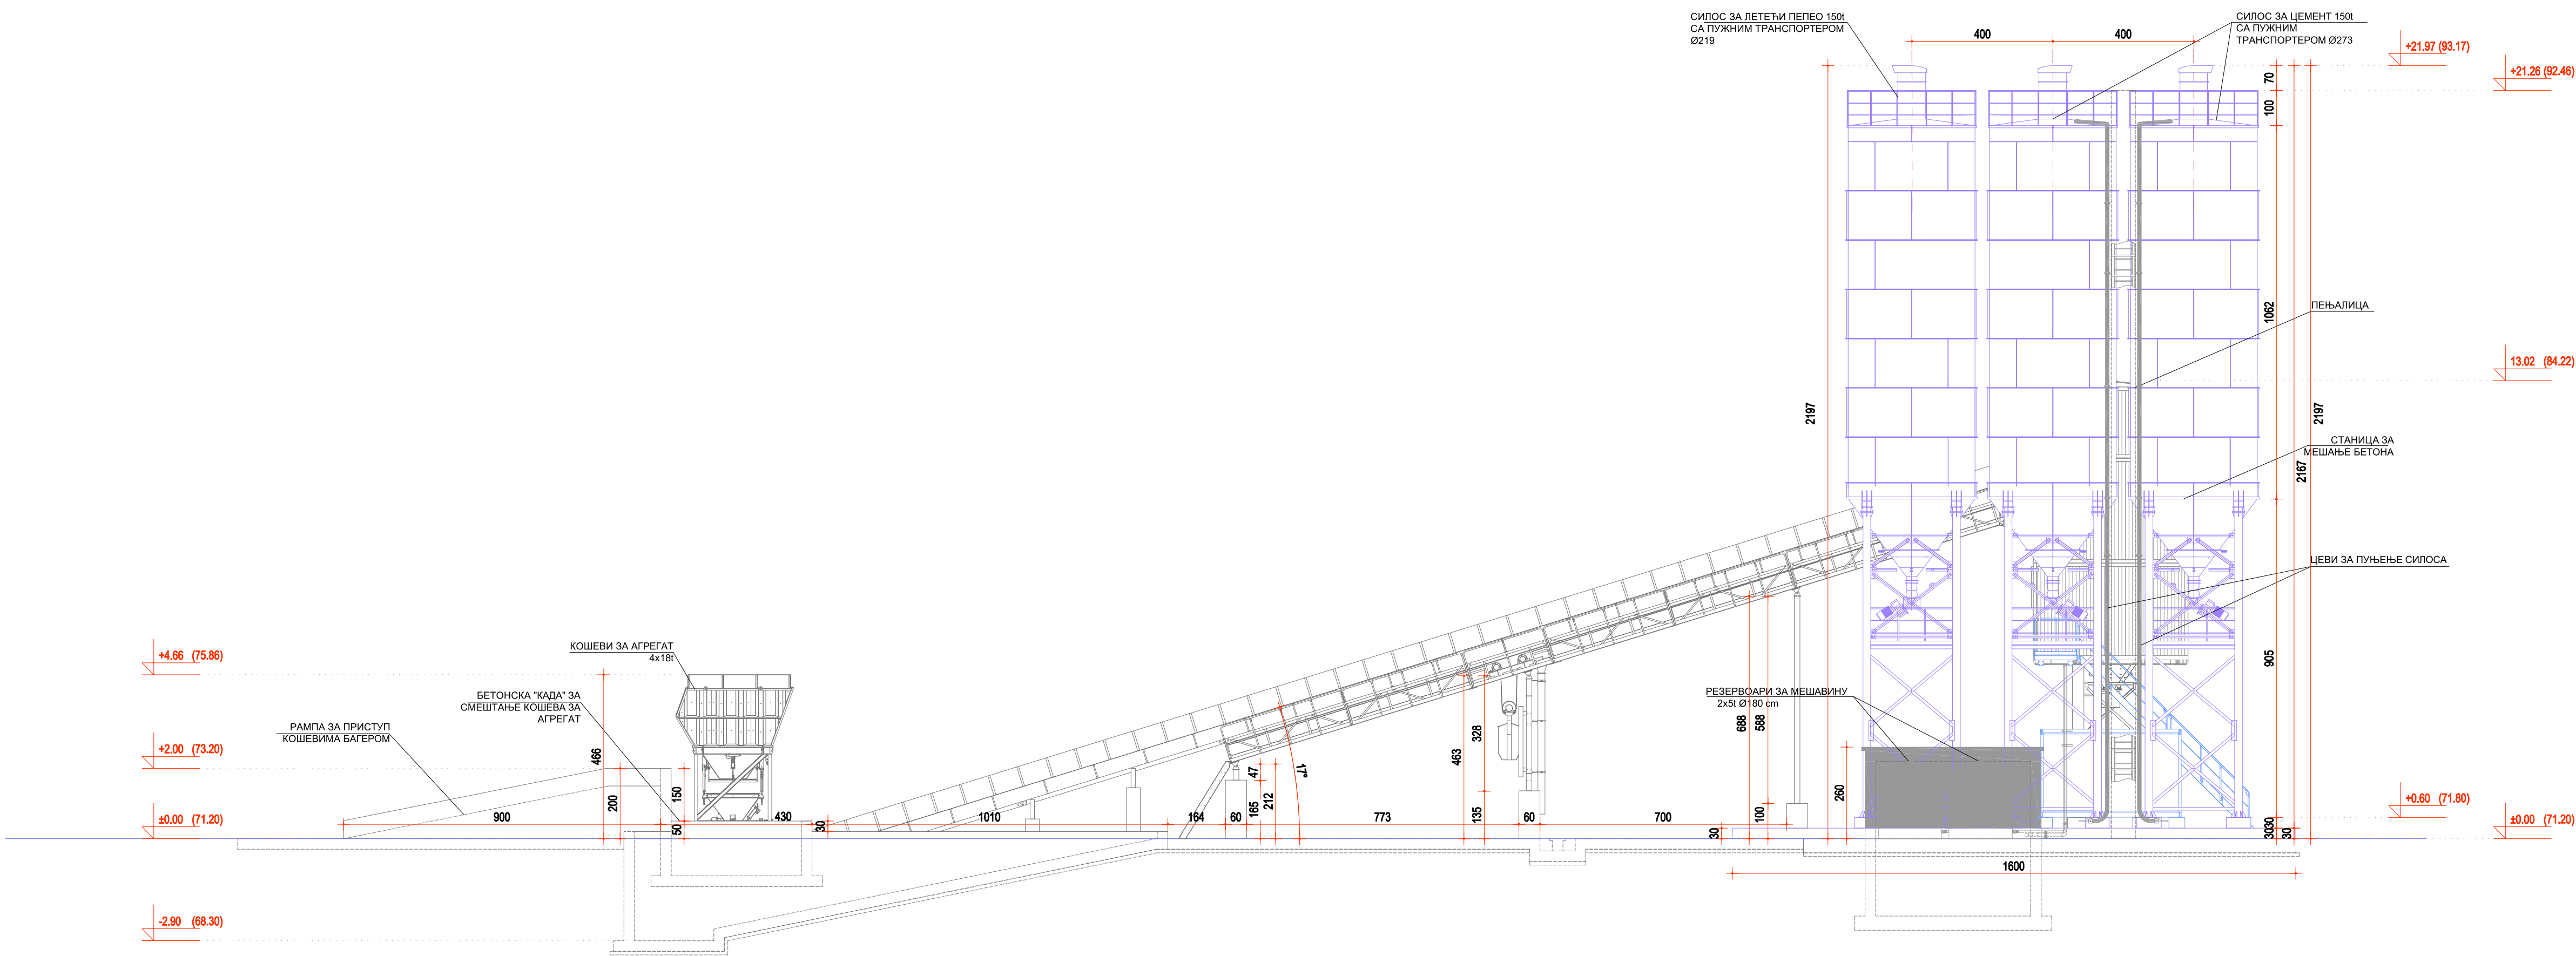 СИЛОС ЗА ЛЕТЕЋИ ПЕПЕО 150t
СА ПУЖНИМ ТРАНСПОРТЕРОМ
Ø219
СИЛОС ЗА ЦЕМЕНТ 150t
СА ПУЖНИМ
ТРАНСПОРТЕРОМ Ø273
400
400
+21.97 (93.17)
+21.26 (92.46)
70
100
1062
ПЕЊАЛИЦА
13.02 (84.22)
2197
2197
2167
СТАНИЦА ЗА
МЕШАЊЕ БЕТОНА
ЦЕВИ ЗА ПУЊЕЊЕ СИЛОСА
905
КОШЕВИ ЗА АГРЕГАТ
4x18t
+4.66 (75.86)
БЕТОНСКА "КАДА" ЗА
СМЕШТАЊЕ КОШЕВА ЗА
АГРЕГАТ
РЕЗЕРВОАРИ ЗА МЕШАВИНУ
2x5t Ø180 cm
РАМПА ЗА ПРИСТУП
КОШЕВИМА БАГЕРОМ
+2.00 (73.20)
466
200
150
50
30
47
165
212
17°
463
328
135
688
588
100
260
30
+0.60 (71.80)
±0.00 (71.20)
900
430
1010
164
60
773
60
700
30
30
30
±0.00 (71.20)
1600
-2.90 (68.30)